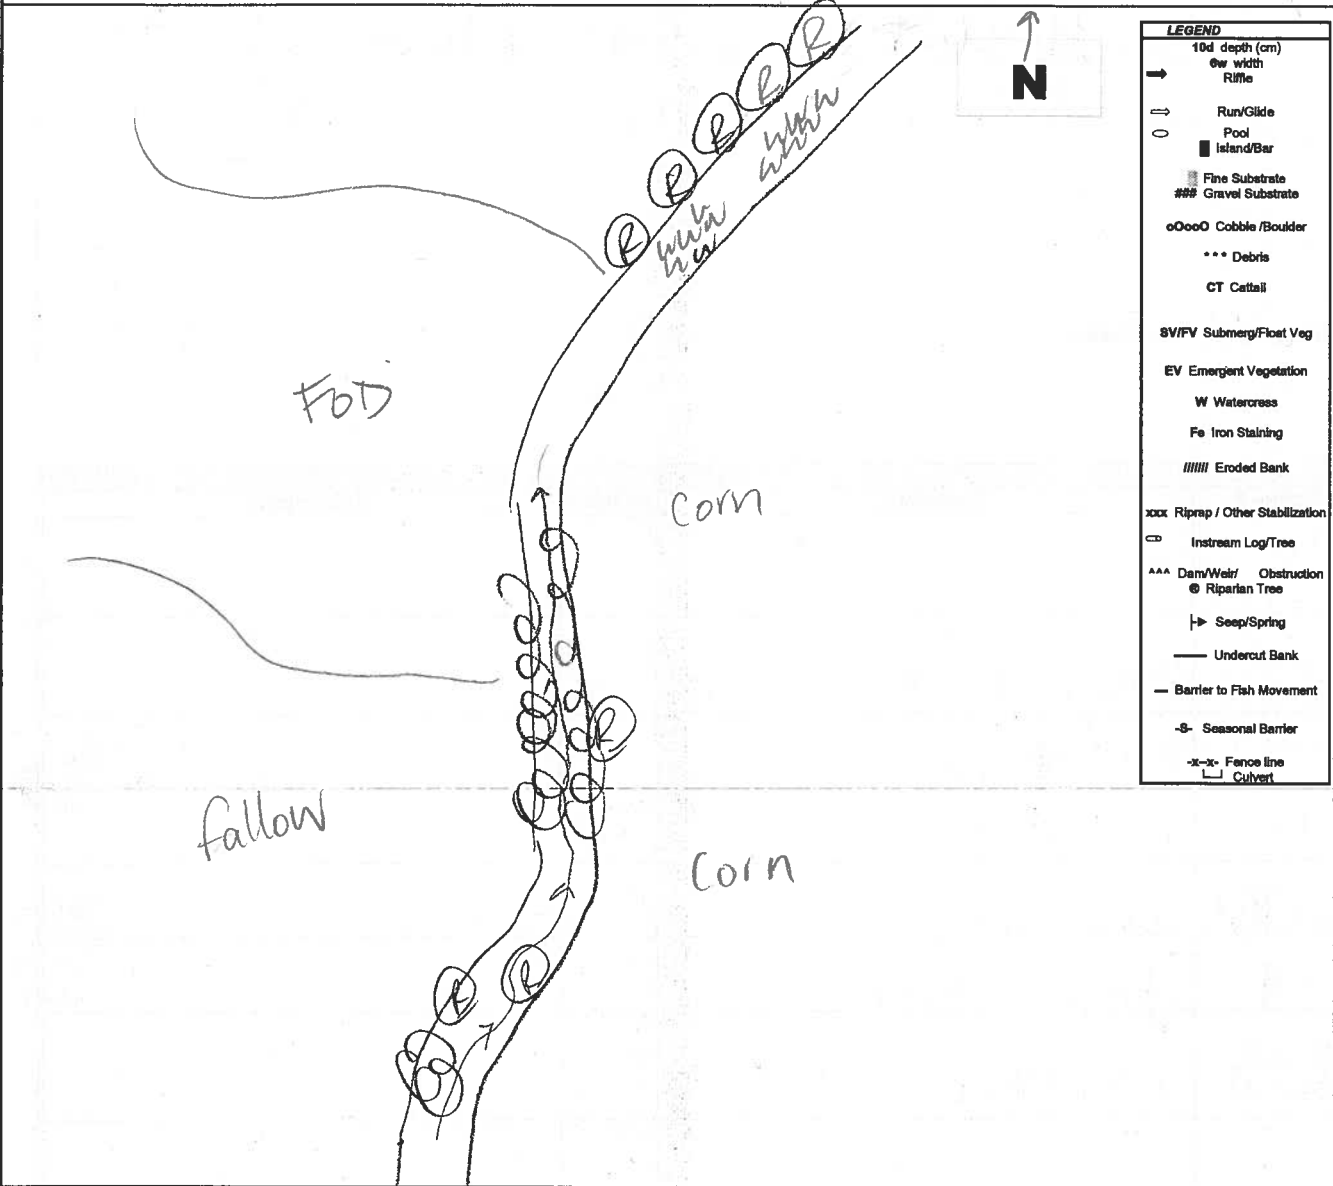 R
R
R
R
R
N
FOD
Corn
R
fallow
Corn
R
R
LEGEND
10d depth (cm)
6w width
Riffle
Run/Glide
Pool
Island/Bar
Fine Substrate
### Gravel Substrate
oOooO Cobble /Boulder
*** Debris
CT Cattail
SV/FV Submerg/Float Veg
EV Emergent Vegetation
W Watercress
Fe Iron Staining
/////// Eroded Bank
xxx Riprap / Other Stabilization
Instream Log/Tree
^^^ Dam/Weir/ Obstruction
® Riparian Tree
Seep/Spring
Undercut Bank
Barrier to Fish Movement
-S- Seasonal Barrier
-x--x- Fence line
Culvert